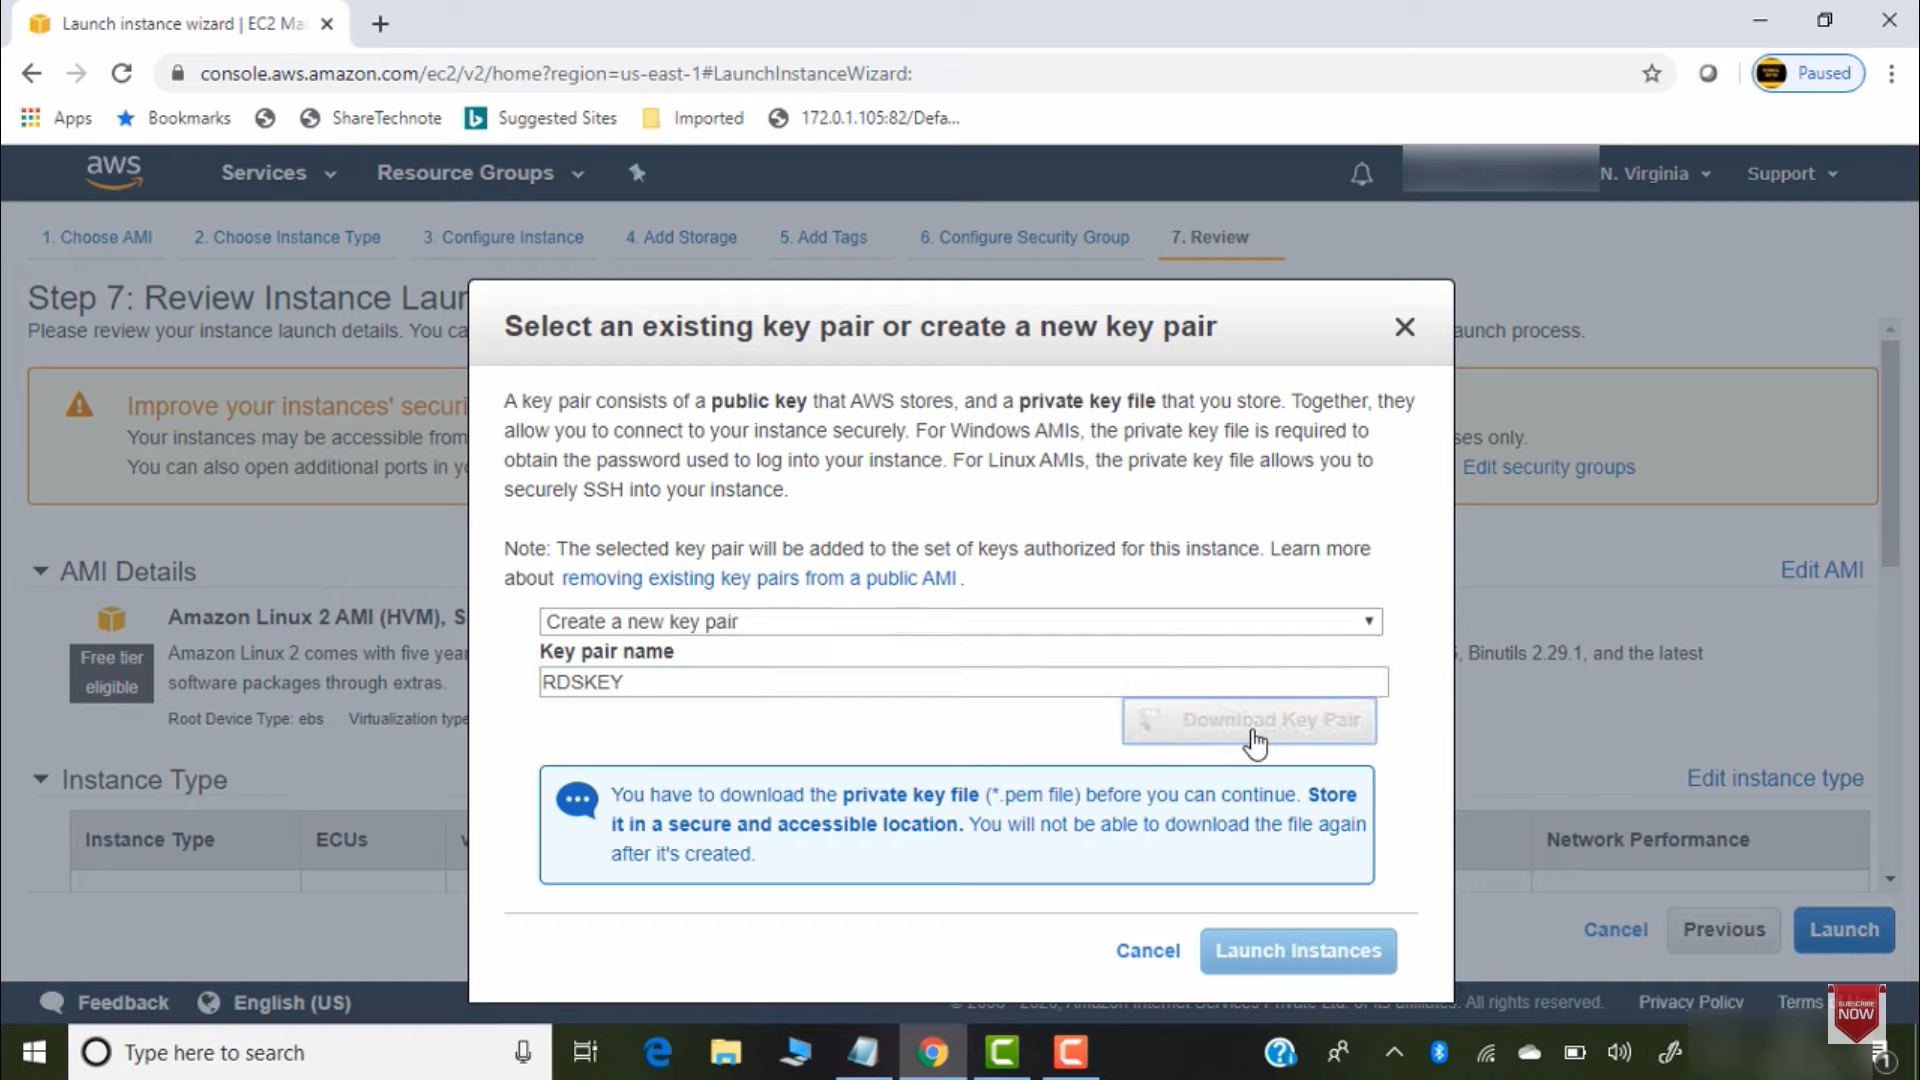 Launch instance wizard | EC2 Ma
console.aws.amazon.com/ec2/v2/home?region=us-east-1#LaunchInstanceWizard:
Paused
Apps
Bookmarks
ShareTechnote
Suggested Sites
Imported
172.0.1.105:82/Defa...
aws
Services
Resource Groups
N. Virginia
Support
1. Choose AMI
2. Choose Instance Type
3. Configure Instance
4. Add Storage
5. Add Tags
6. Configure Security Group
7. Review
Step 7: Review Instance Laun
Please review your instance launch details. You ca
aunch process.
Improve your instances' securi
Your instances may be accessible from
ses only.
You can also open additional ports in yo
Edit security groups
AMI Details
Edit AMI
Amazon Linux 2 AMI (HVM), S
Free tier
eligible
Amazon Linux 2 comes with five year
, Binutils 2.29.1, and the latest
software packages through extras.
Root Device Type: ebs
Virtualization type
Instance Type
Edit instance type
Instance Type
ECUs
Network Performance
Cancel
Previous
Launch
Select an existing key pair or create a new key pair
A key pair consists of a public key that AWS stores, and a private key file that you store. Together, they
allow you to connect to your instance securely. For Windows AMIs, the private key file is required to
obtain the password used to log into your instance. For Linux AMIs, the private key file allows you to
securely SSH into your instance.
Note: The selected key pair will be added to the set of keys authorized for this instance. Learn more
about removing existing key pairs from a public AMI .
Create a new key pair
Key pair name
RDSKEY
Download Key Pair
You have to download the private key file (*.pem file) before you can continue. Store
it in a secure and accessible location. You will not be able to download the file again
after it's created.
Cancel
Launch Instances
Feedback
English (US)
All rights reserved.
Privacy Policy
Terms
SUBSCRIBE
NOW
Type here to search
1